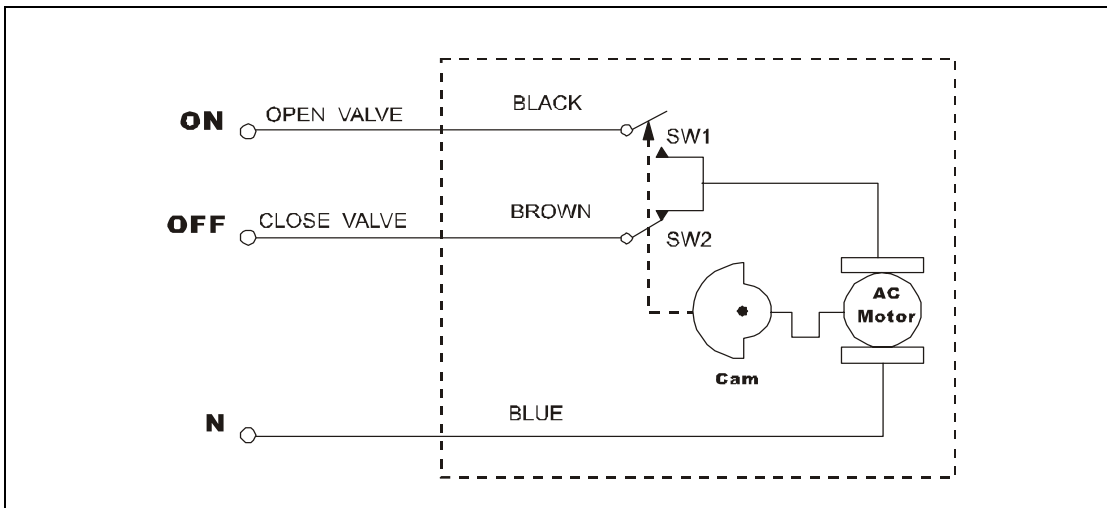 ON OPEN VALVE BLACK
SW1
OFF CLOSE VALVE BROWN
SW2
AC
Motor
Cam
N BLUE